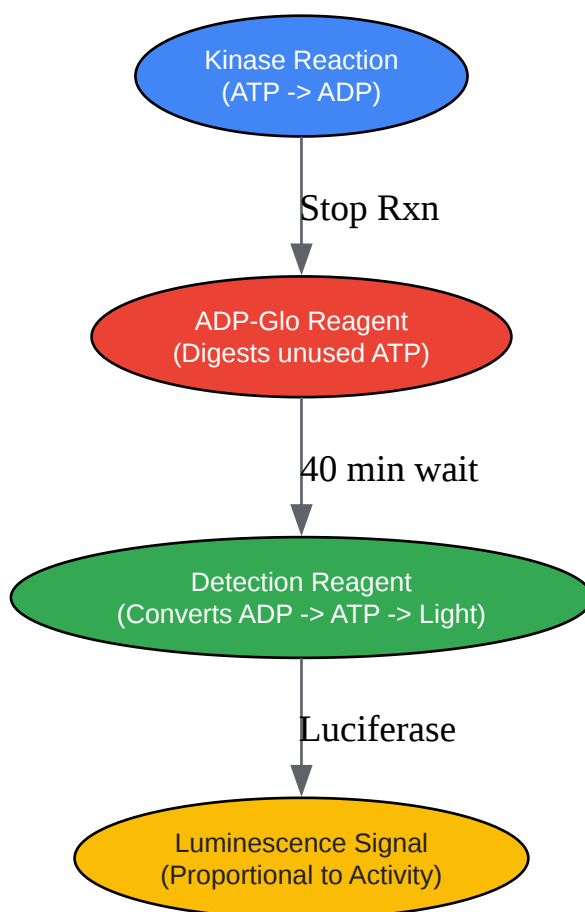 Kinase Reaction
(ATP -> ADP)
Stop Rxn
ADP-Glo Reagent
(Digests unused ATP)
40 min wait
Detection Reagent
(Converts ADP -> ATP -> Light)
Luciferase
Luminescence Signal
(Proportional to Activity)